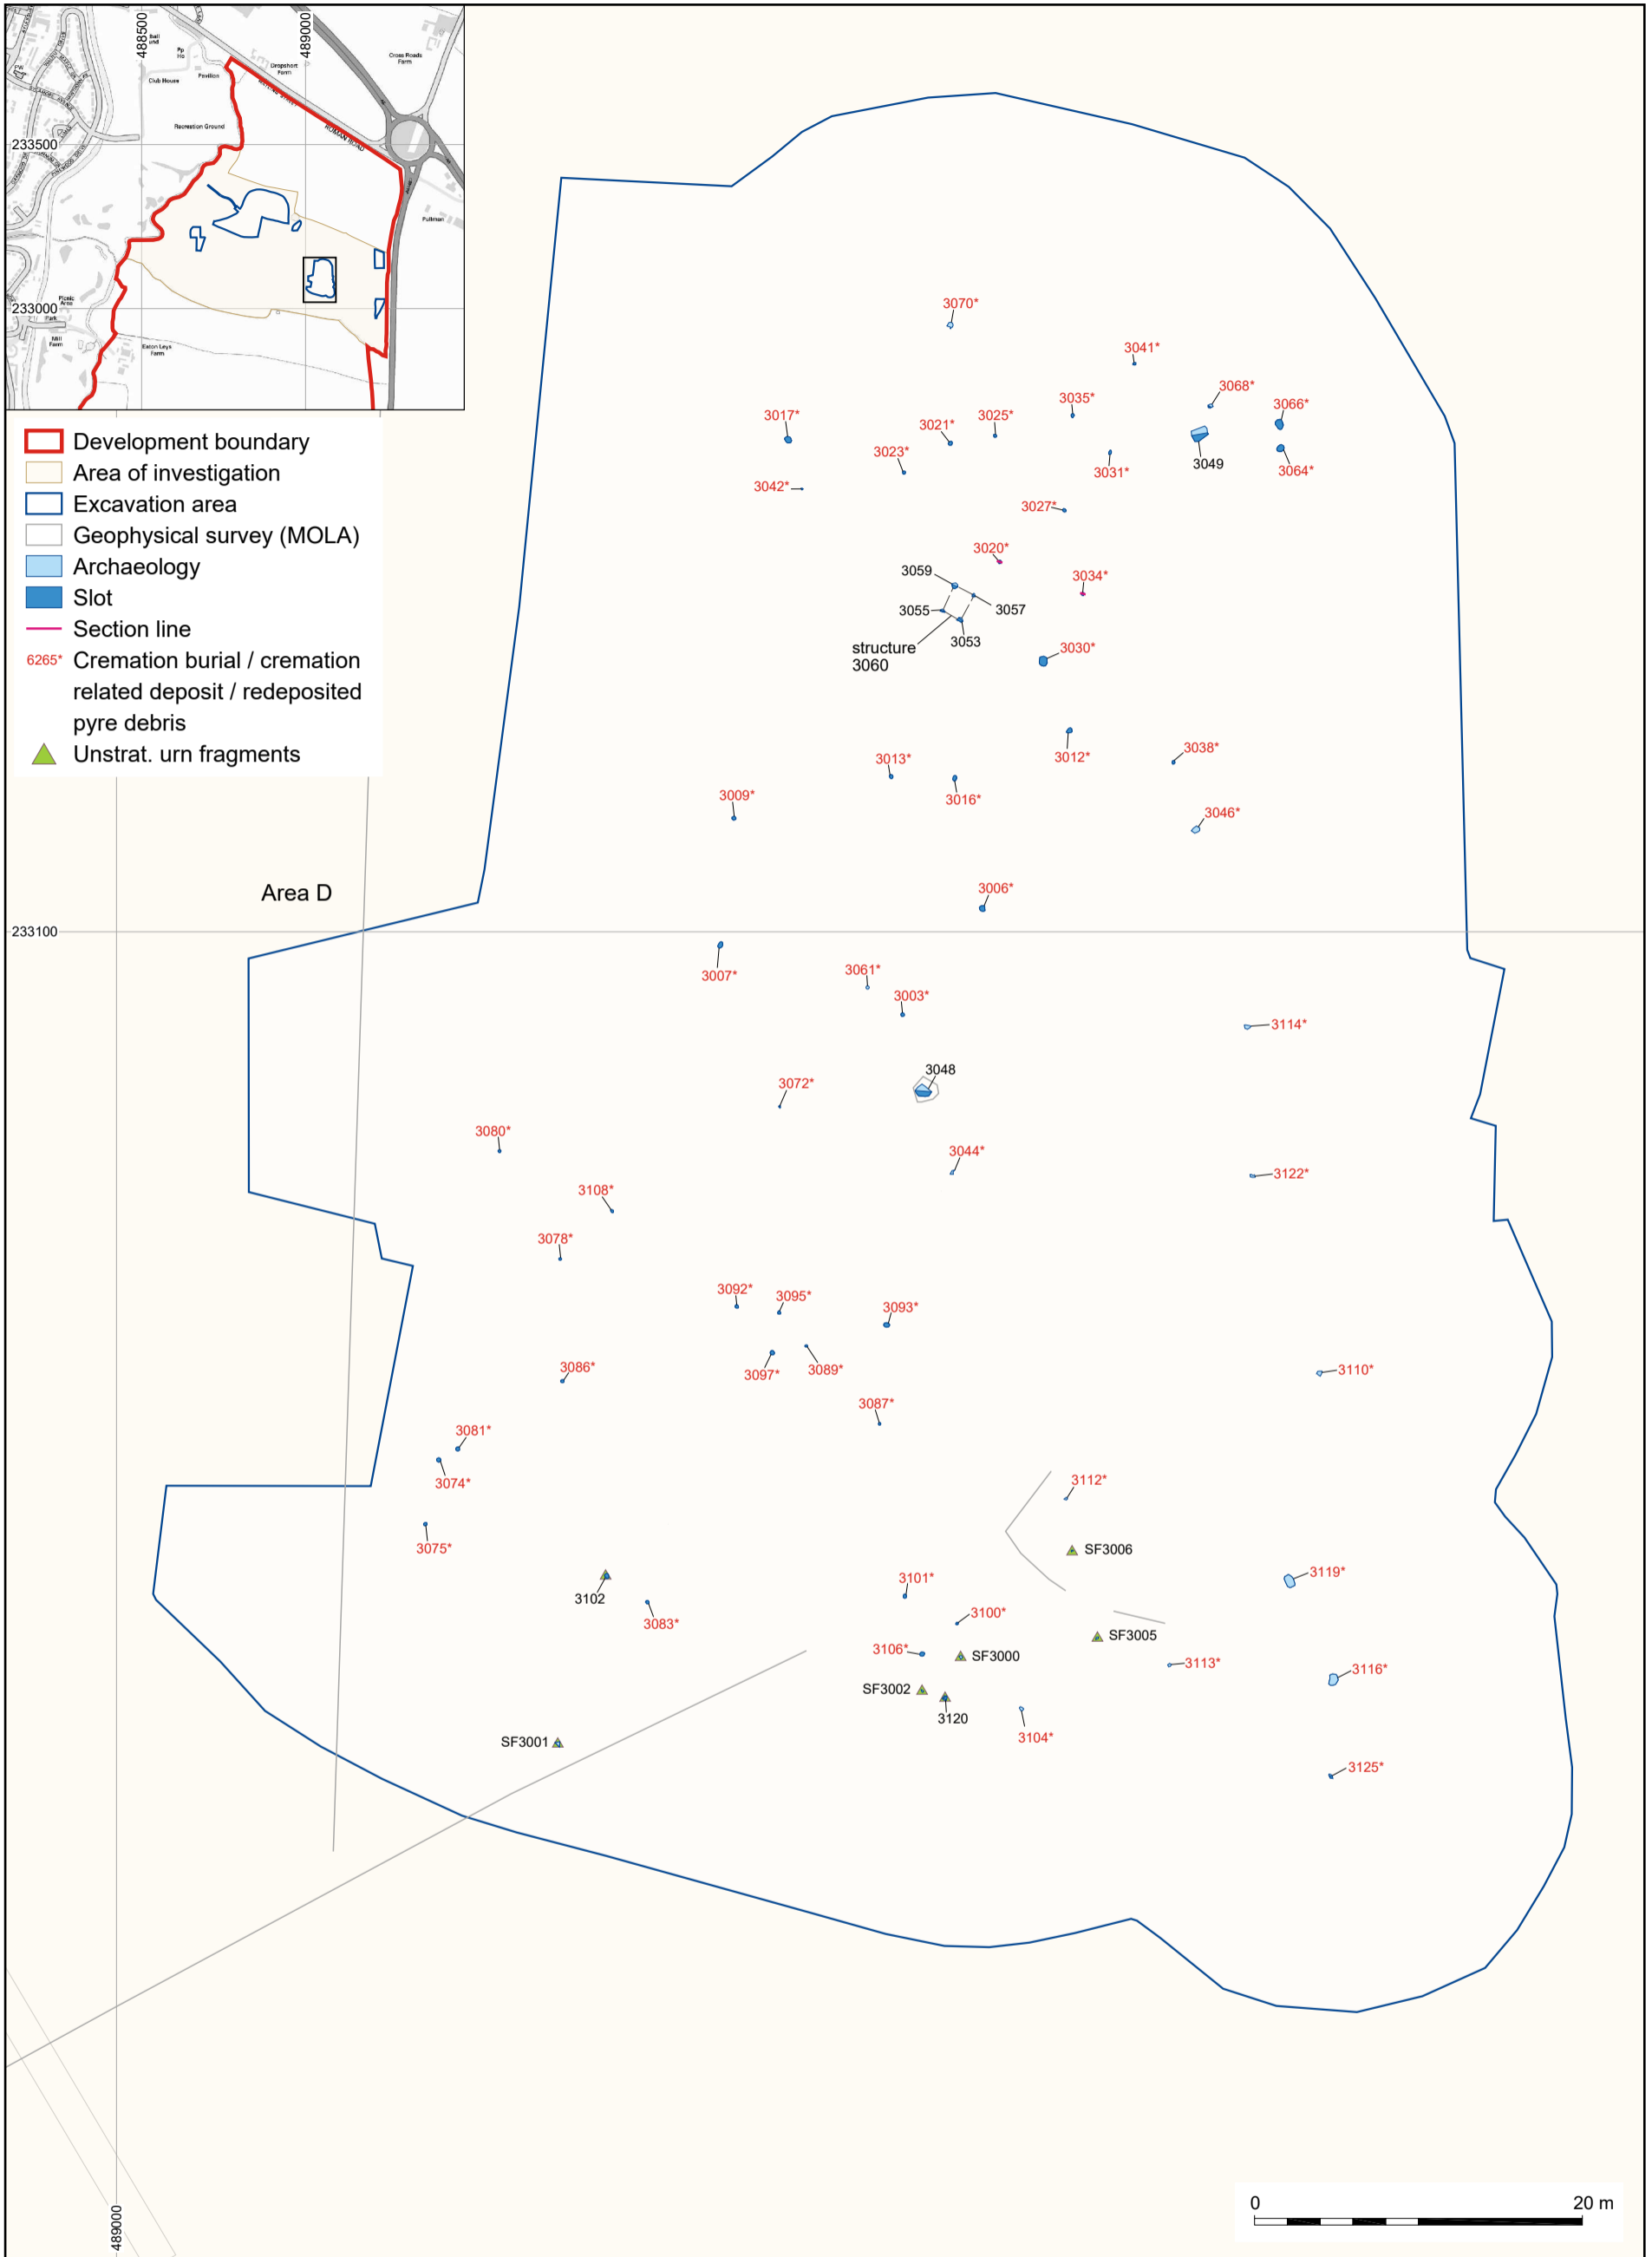 488500
489000
Cross Roads
Farm
Dropshort
Farm
Club House
Pavilion
PW
Recreation Ground
ROMAN ROAD
233500
Pullman
233000
Picnic
Area
Park
Mill
Farm
Eaton Leys
Farm
Development boundary
Area of investigation
Excavation area
Geophysical survey (MOLA)
Archaeology
Slot
Section line
6265* Cremation burial / cremation
related deposit / redeposited
pyre debris
Unstrat. urn fragments
3070*
3041*
3068*
3066*
3035*
3017*
3025*
3021*
3023*
3049
3064*
3031*
3042*
3027*
3020*
3059
3034*
3055
3057
3053
structure
3060
3030*
3012*
3038*
3013*
3016*
3009*
3046*
Area D
3006*
233100
3007*
3061*
3003*
3114*
3048
3072*
3080*
3044*
3122*
3108*
3078*
3092*
3095*
3093*
3097*
3089*
3086*
3110*
3087*
3081*
3074*
3112*
3075*
SF3006
3119*
3101*
3102
3083*
3100*
SF3005
3106*
SF3000
3113*
3116*
SF3002
3120
3104*
SF3001
3125*
489000
0 20 m